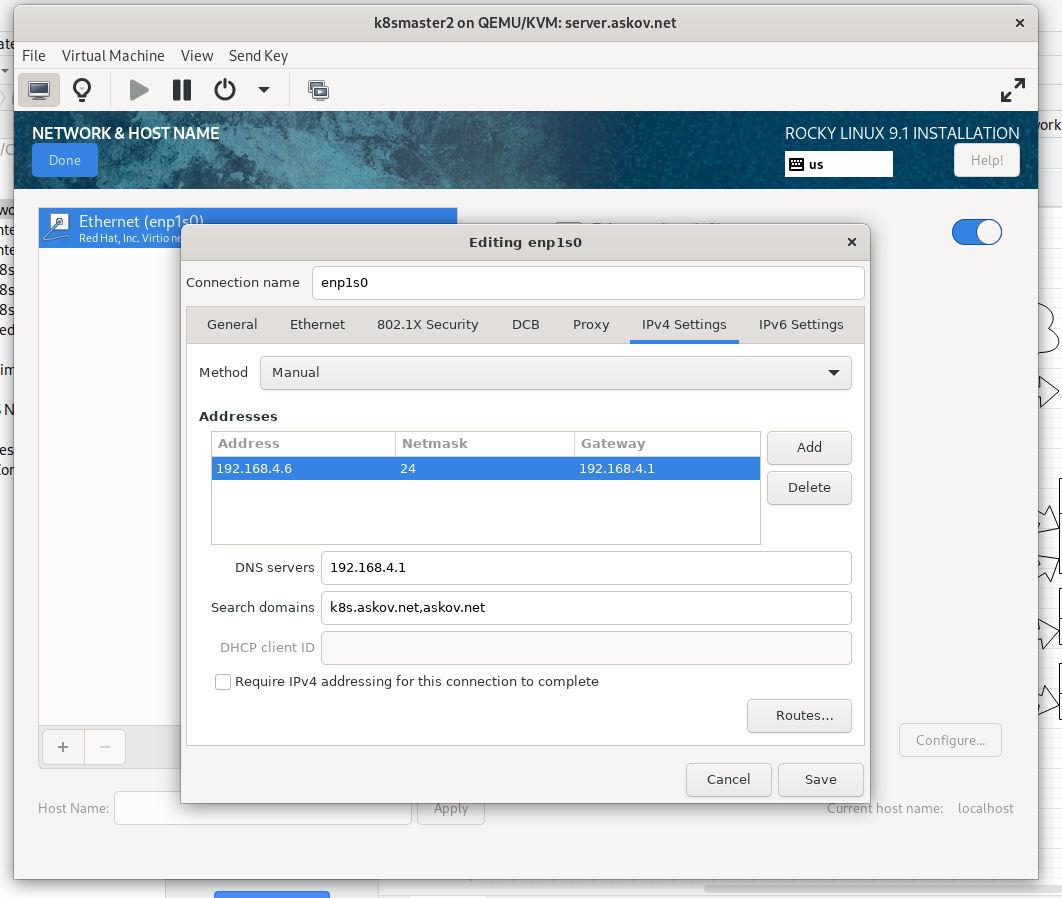 k8smaster2 on QEMU/KVM: server.askov.net
File Virtual Machine View Send Key
NETWORK & HOST NAME
ROCKY LINUX 9.1 INSTALLATION
Done
us
Help!
Ethernet (enp1s0)
Red Hat, Inc. Virtio
Editing enp1s0
Connection name enp1s0
General Ethernet 802.1X Security DCB Proxy IPv4 Settings IPv6 Settings
Method Manual
Addresses
Address Netmask Gateway
192.168.4.6 24 192.168.4.1
Add
Delete
DNS servers 192.168.4.1
Search domains k8s.askov.net,askov.net
DHCP client ID
Require IPv4 addressing for this connection to complete
Routes...
Configure...
Cancel Save
Host Name: Apply
Current host name: localhost